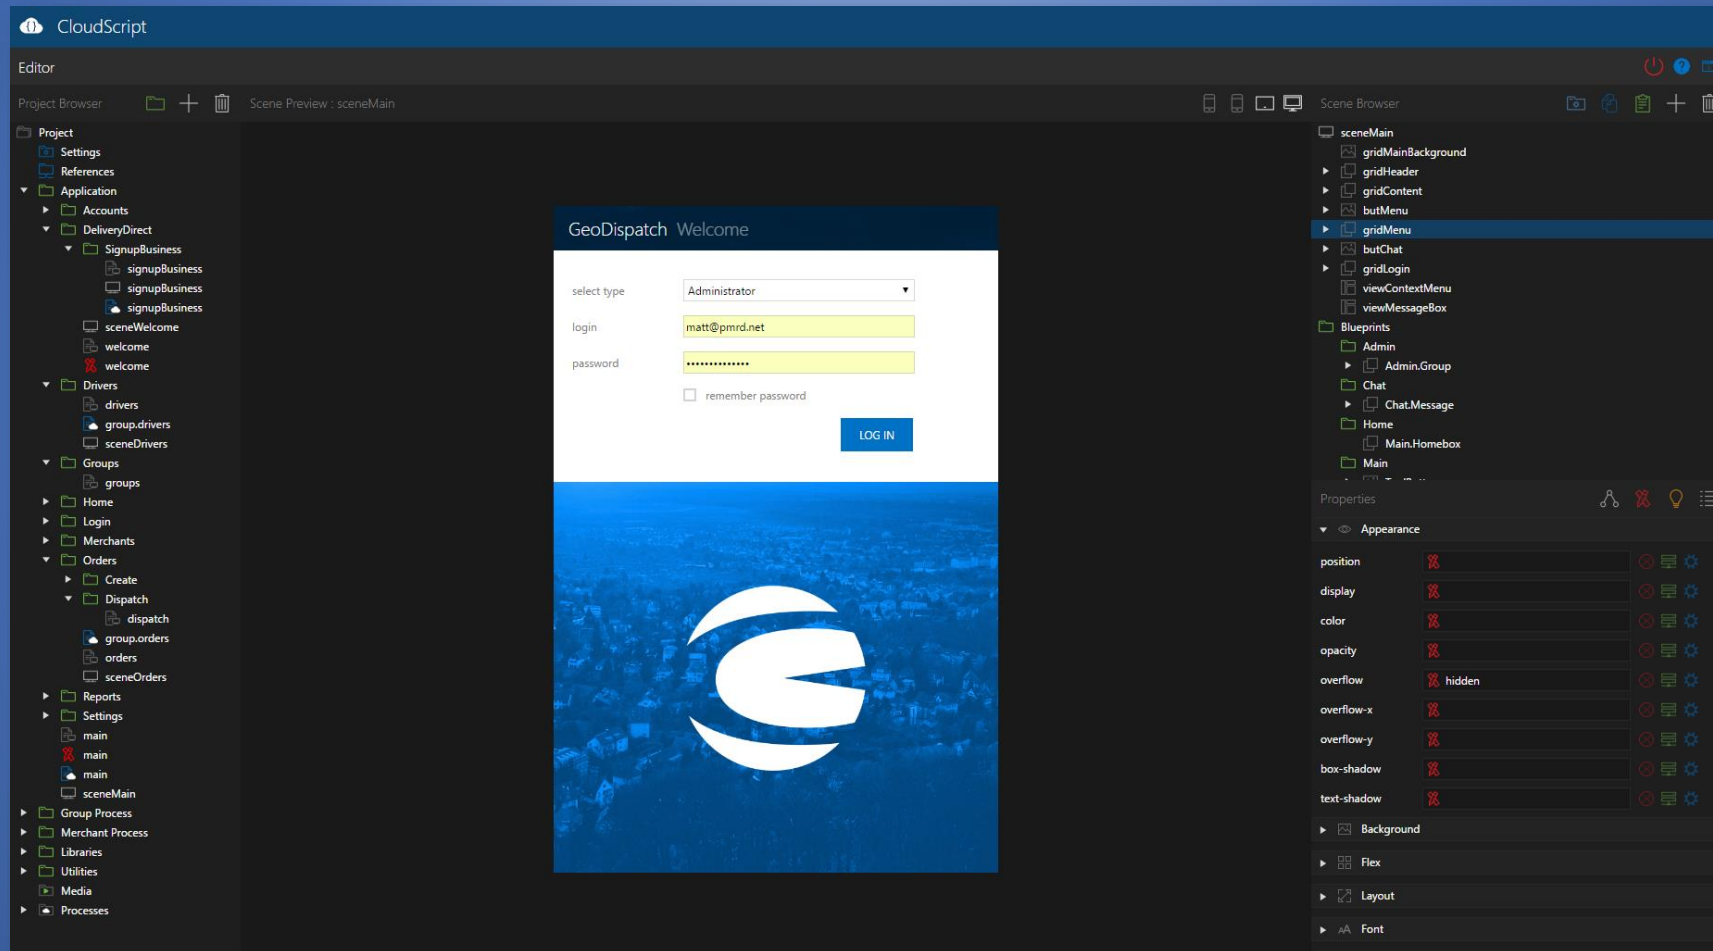 CloudScript
Editor
Project Browser
Scene Preview : sceneMain
Scene Browser
Project
Settings
References
Application
Accounts
DeliveryDirect
SignupBusiness
signupBusiness
signupBusiness
signupBusiness
sceneWelcome
welcome
welcome
Drivers
drivers
group.drivers
sceneDrivers
Groups
groups
Home
Login
Merchants
Orders
Create
Dispatch
dispatch
group.orders
orders
sceneOrders
Reports
Settings
main
main
main
sceneMain
Group Process
Merchant Process
Libraries
Utilities
Media
Processes
GeoDispatch Welcome
select type Administrator
login matt@pmrd.net
password ••••••••••••••
remember password
LOG IN
sceneMain
gridMainBackground
gridHeader
gridContent
butMenu
gridMenu
butChat
gridLogin
viewContextMenu
viewMessageBox
Blueprints
Admin
Admin.Group
Chat
Chat.Message
Home
Main.Homebox
Main
Properties
Appearance
position
display
color
opacity
overflow hidden
overflow-x
overflow-y
box-shadow
text-shadow
Background
Flex
Layout
Font